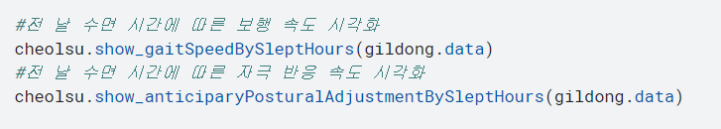 #전 날 수면 시간에 따른 보행 속도 시각화
cheolsu.show_gaitSpeedBySleptHours(gildong.data)
#전 날 수면 시간에 따른 자극 반응 속도 시각화
cheolsu.show_anticiparyPosturalAdjustmentBySleptHours(gildong.data)